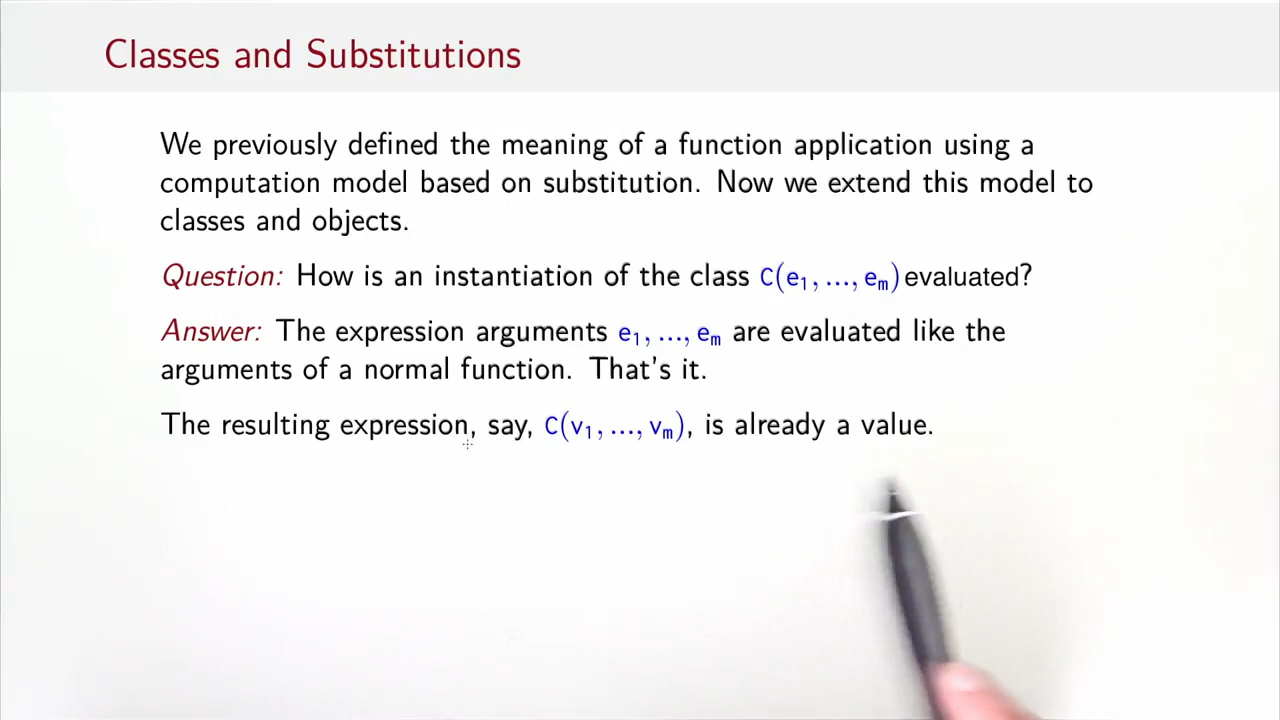 Classes and Substitutions
We previously defined the meaning of a function application using a
computation model based on substitution. Now we extend this model to
classes and objects.
Question: How is an instantiation of the class C(e₁, ..., eₘ) evaluated?
Answer: The expression arguments e₁, ..., eₘ are evaluated like the
arguments of a normal function. That's it.
The resulting expression, say, C(v₁, ..., vₘ), is already a value.